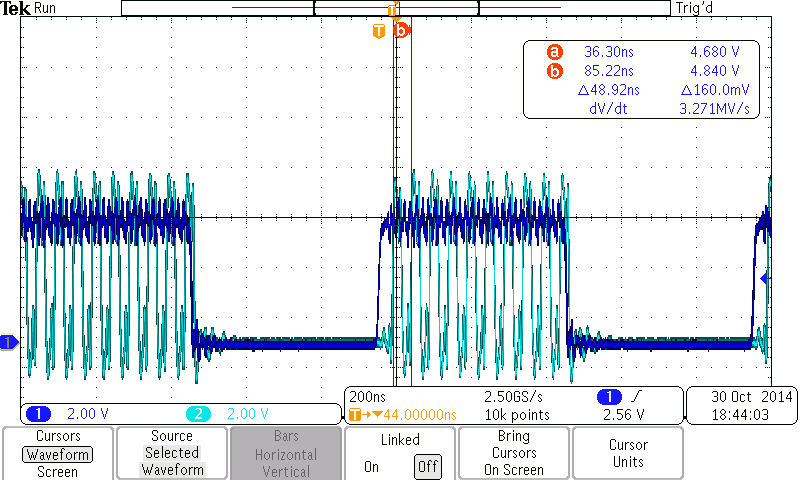 Tek Run T Trig'd
T b
a 36.30ns 4.680 V
b 85.22ns 4.840 V
Δ48.92ns Δ160.0mV
dV/dt 3.271MV/s
1
1 2.00 V 2 2.00 V
200ns 2.50GS/s 1 30 Oct 2014
T→▼44.00000ns 10k points 2.56 V 18:44:03
Cursors Source Bars Linked Bring Cursor
Waveform Selected Horizontal On Off Cursors Units
Screen Waveform Vertical On Screen